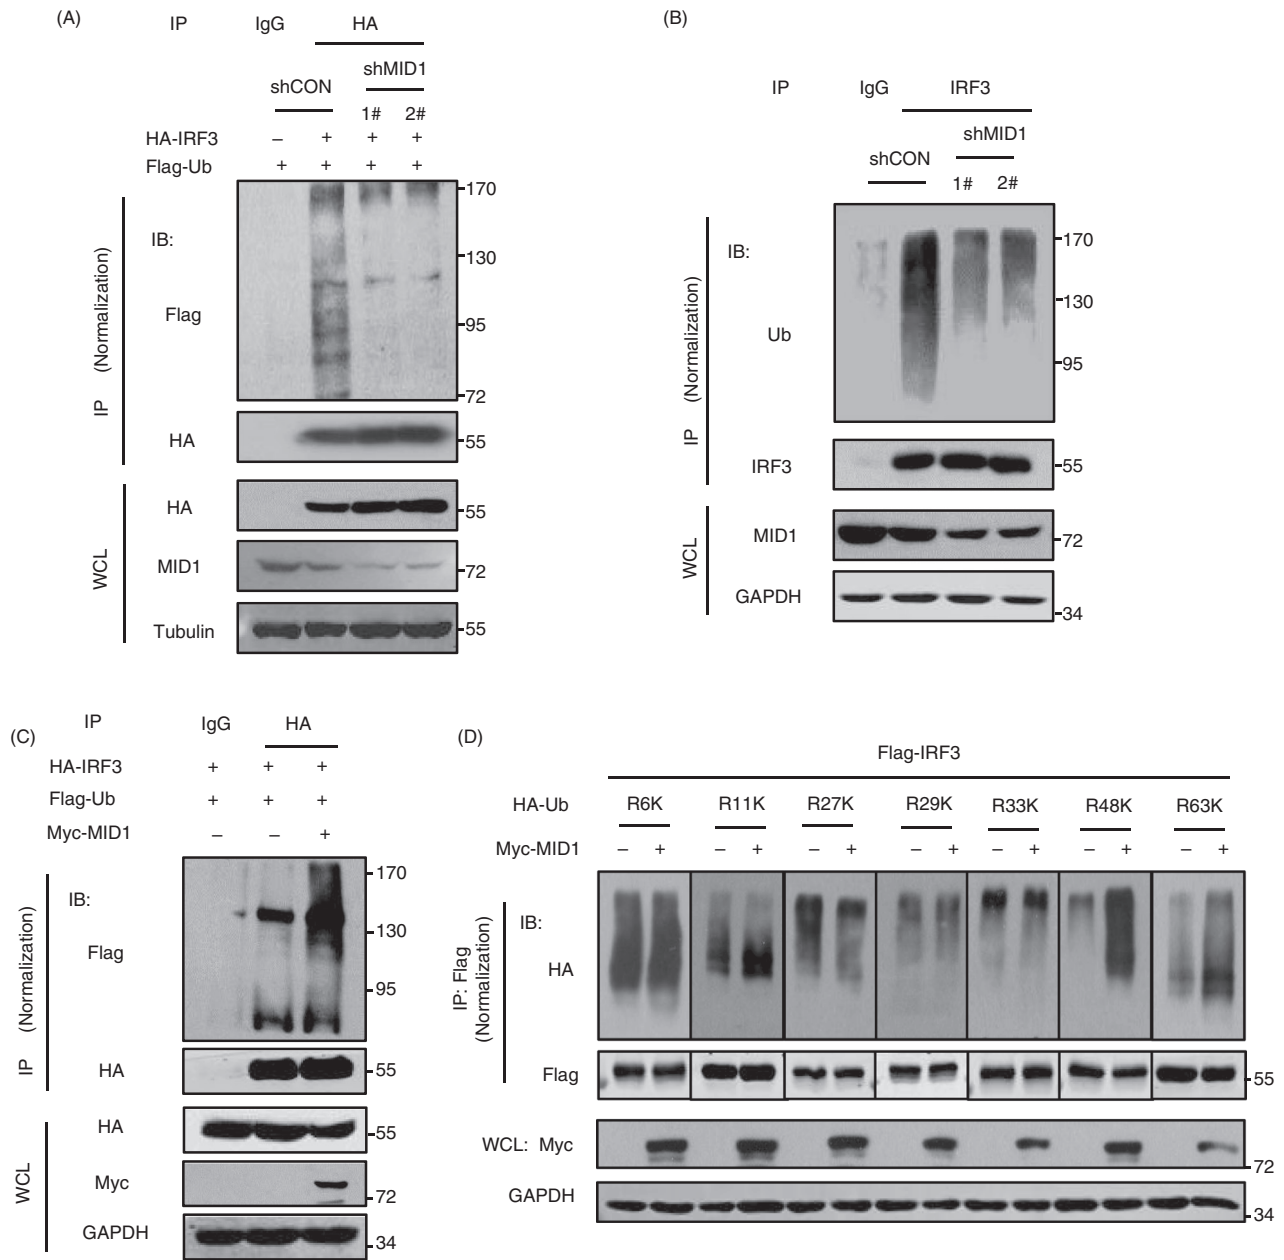 (A)
IP IgG HA
shMID1
shCON
1# 2#
HA-IRF3 – + + +
Flag-Ub + + + +
IP (Normalization)
IB:
Flag
170
130
95
72
HA
55
WCL
HA
55
MID1
72
Tubulin
55
(B)
IP IgG IRF3
shMID1
shCON
1# 2#
IP (Normalization)
IB:
Ub
170
130
95
IRF3
55
WCL
MID1
72
GAPDH
34
(C)
IP IgG HA
HA-IRF3 + + +
Flag-Ub + + +
Myc-MID1 – – +
IP (Normalization)
IB:
Flag
170
130
95
HA
55
WCL
HA
55
Myc
72
GAPDH
34
(D)
Flag-IRF3
HA-Ub R6K R11K R27K R29K R33K R48K R63K
Myc-MID1 – + – + – + – + – + – + – +
IP: Flag
(Normalization)
IB:
HA
Flag
55
WCL: Myc
72
GAPDH
34